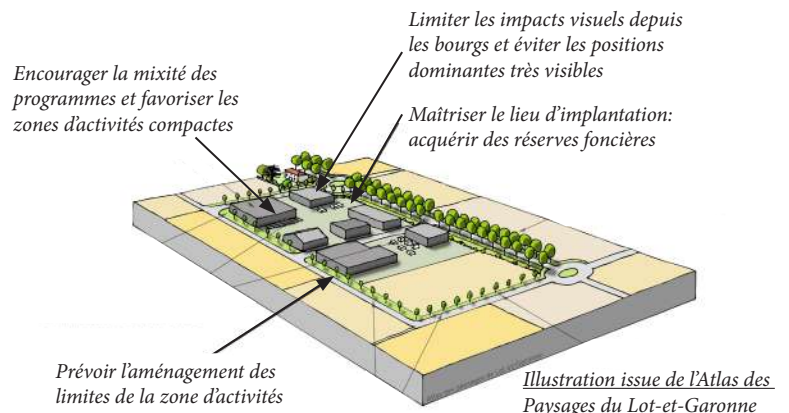 Limiter les impacts visuels depuis
les bourgs et éviter les positions
dominantes très visibles
Encourager la mixité des
programmes et favoriser les
zones d'activités compactes
Maîtriser le lieu d'implantation:
acquérir des réserves foncières
Prévoir l'aménagement des
limites de la zone d'activités
Illustration issue de l'Atlas des
Paysages du Lot-et-Garonne